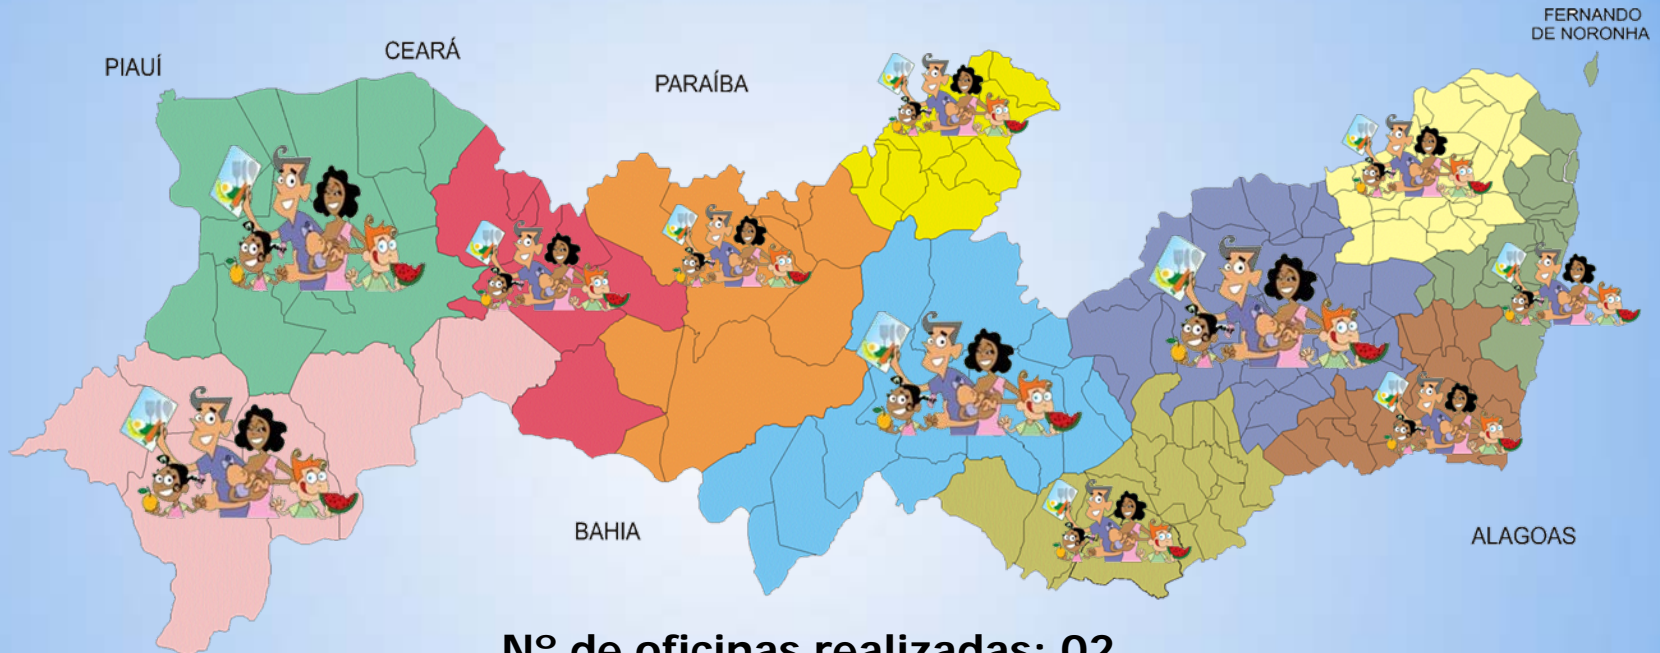 FERNANDO
DE NORONHA
CEARÁ
PIAUÍ
PARAÍBA
BAHIA
ALAGOAS
Nº de oficinas realizadas: 02